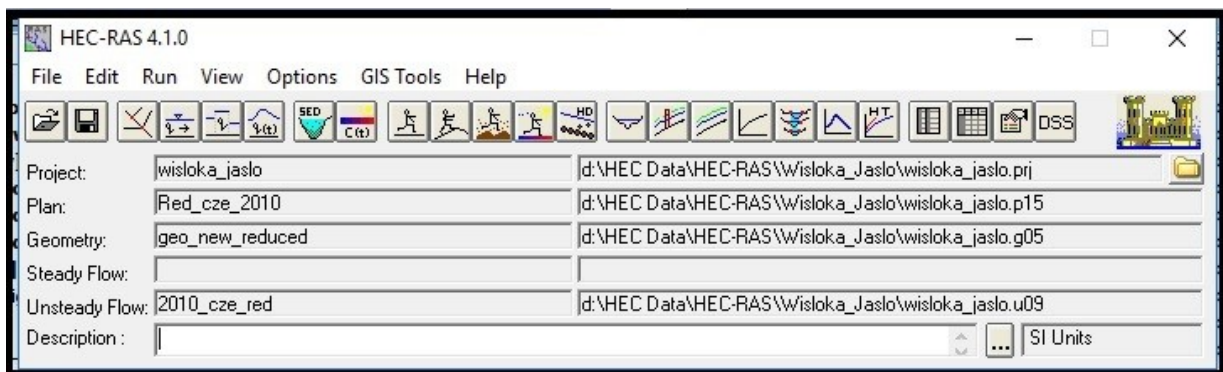 HEC-RAS 4.1.0
File Edit Run View Options GIS Tools Help
SED C(t) HD HT DSS
Project: wisloka_jaslo d:\HEC Data\HEC-RAS\Wisloka_Jaslo\wisloka_jaslo.prj
Plan: Red_cze_2010 d:\HEC Data\HEC-RAS\Wisloka_Jaslo\wisloka_jaslo.p15
Geometry: geo_new_reduced d:\HEC Data\HEC-RAS\Wisloka_Jaslo\wisloka_jaslo.g05
Steady Flow:
Unsteady Flow: 2010_cze_red d:\HEC Data\HEC-RAS\Wisloka_Jaslo\wisloka_jaslo.u09
Description : ... SI Units